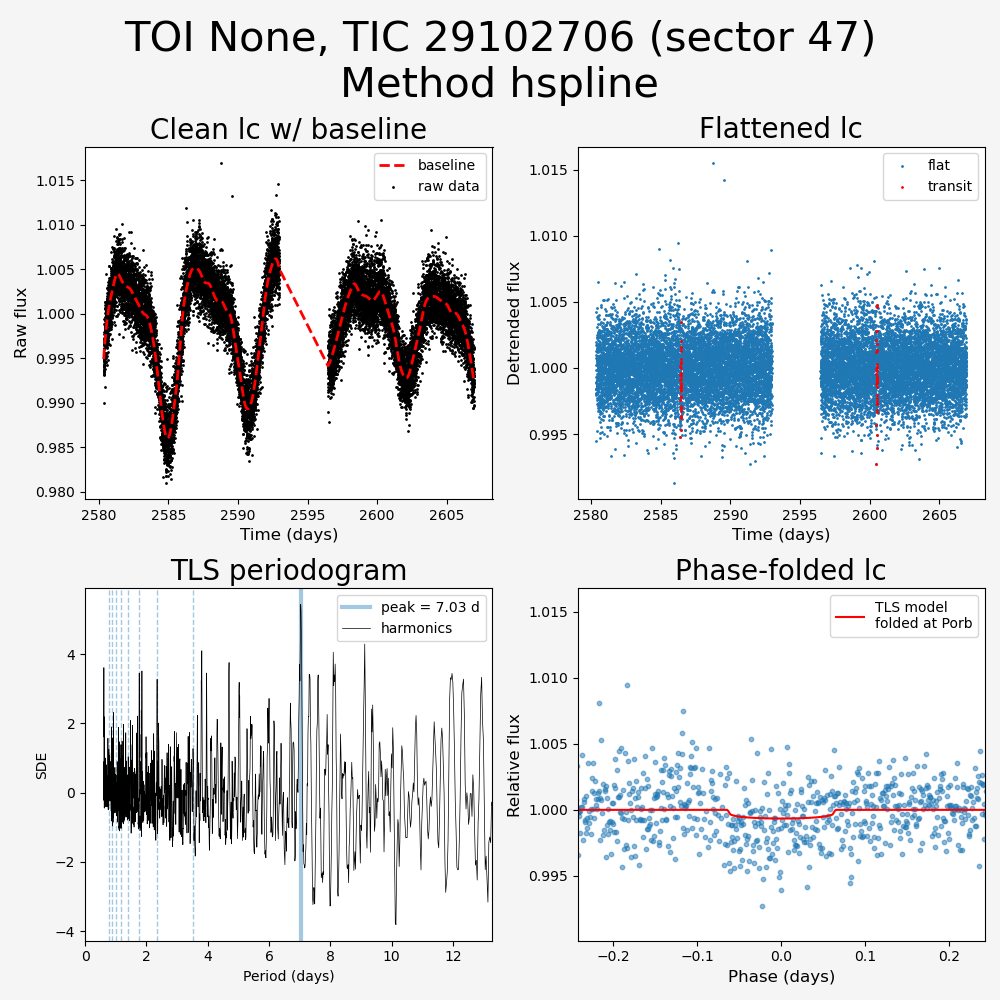 TOI None, TIC 29102706 (sector 47)
Method hspline
Clean lc w/ baseline
baseline
raw data
Raw flux
1.015
1.010
1.005
1.000
0.995
0.990
0.985
0.980
2580
2585
2590
2595
2600
2605
Time (days)
Flattened lc
flat
transit
Detrended flux
1.015
1.010
1.005
1.000
0.995
2580
2585
2590
2595
2600
2605
Time (days)
TLS periodogram
peak = 7.03 d
harmonics
SDE
4
2
0
−2
−4
0
2
4
6
8
10
12
Period (days)
Phase-folded lc
TLS model
folded at Porb
Relative flux
1.015
1.010
1.005
1.000
0.995
−0.2
−0.1
0.0
0.1
0.2
Phase (days)